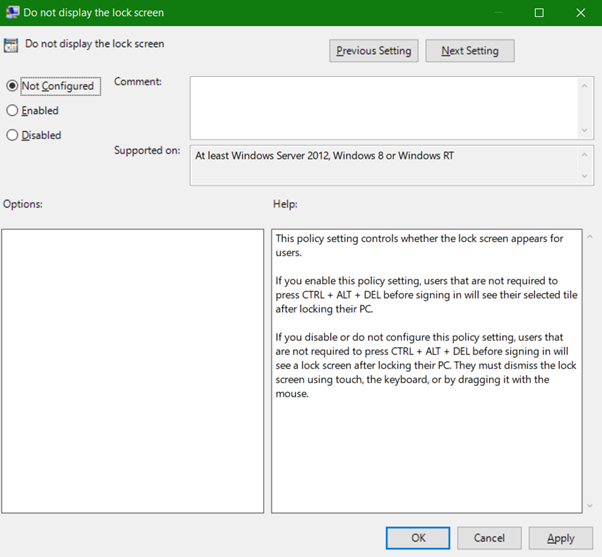 Do not display the lock screen
Do not display the lock screen
Previous Setting
Next Setting
Not Configured
Enabled
Disabled
Comment:
Supported on:
At least Windows Server 2012, Windows 8 or Windows RT
Options:
Help:
This policy setting controls whether the lock screen appears for
users.
If you enable this policy setting, users that are not required to
press CTRL + ALT + DEL before signing in will see their selected tile
after locking their PC.
If you disable or do not configure this policy setting, users that
are not required to press CTRL + ALT + DEL before signing in will
see a lock screen after locking their PC. They must dismiss the lock
screen using touch, the keyboard, or by dragging it with the
mouse.
OK
Cancel
Apply